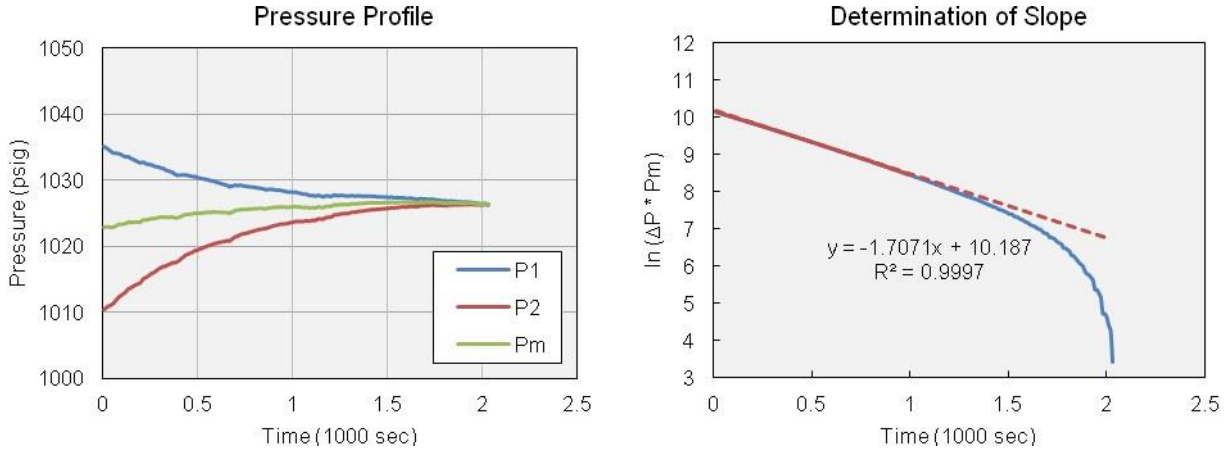 Pressure Profile
1050
1040
1030
1020
1010
1000
Pressure (psig)
P1
P2
Pm
0
0.5
1
1.5
2
2.5
Time (1000 sec)
Determination of Slope
12
11
10
9
8
7
6
5
4
3
ln (ΔP * Pm)
y = -1.7071x + 10.187
R² = 0.9997
0
0.5
1
1.5
2
2.5
Time (1000 sec)